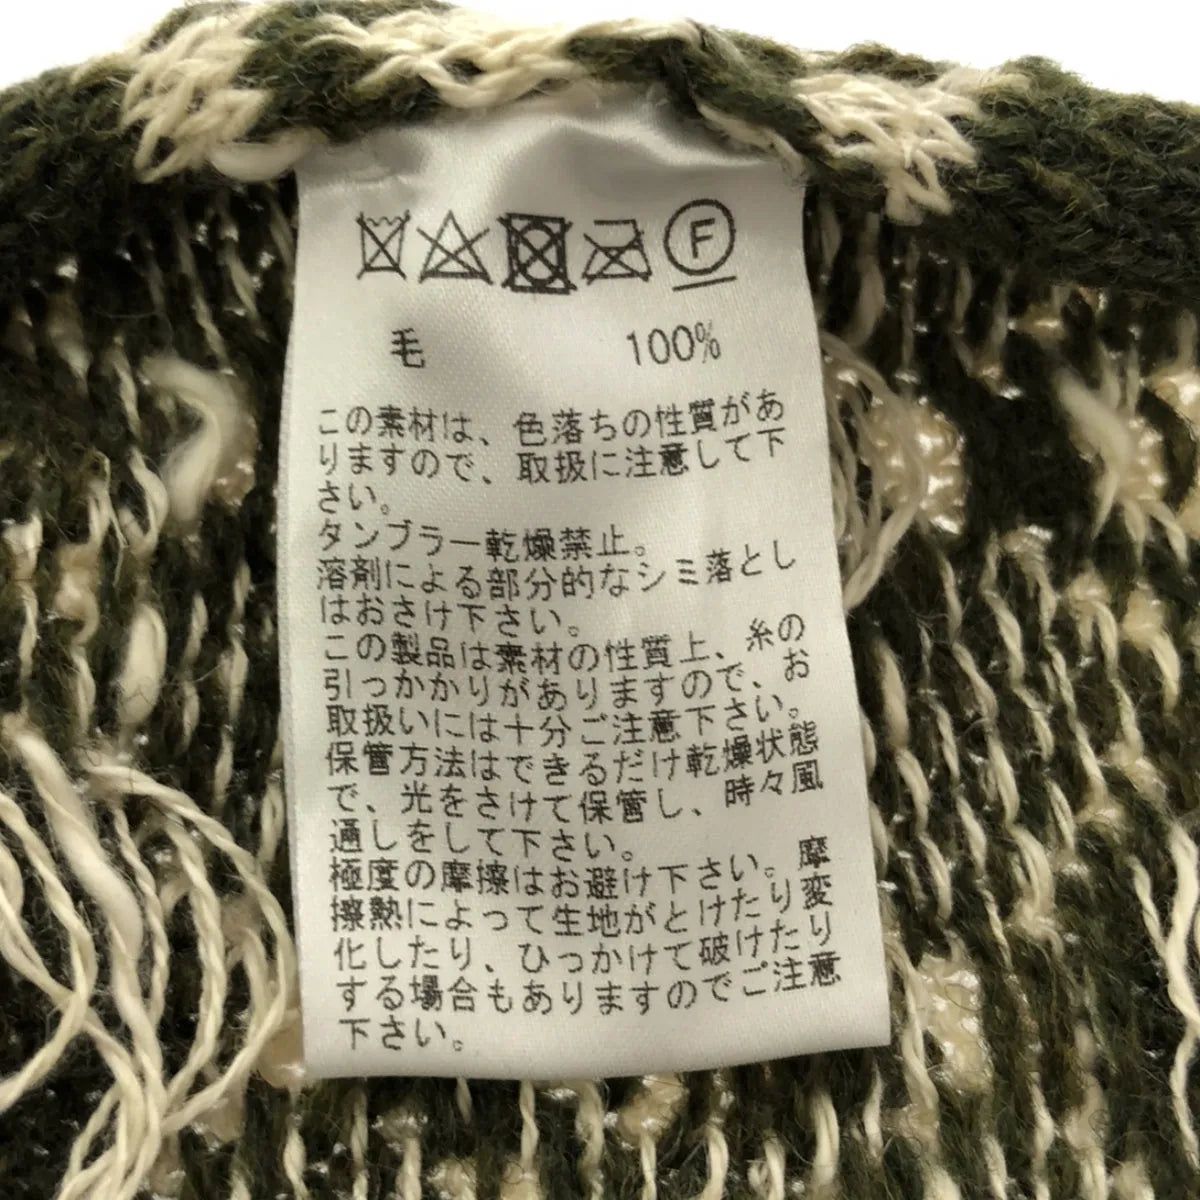 F
毛 100%
この素材は、色落ちの性質があ
りますので、取扱に注意して下
さい。
タンブラー乾燥禁止。
溶剤による部分的なシミ落とし
はおさけ下さい。
この製品は素材の性質上、糸の
引っかかりがありますので、お
取扱いには十分ご注意下さい。
保管方法はできるだけ乾燥状態
で、光をさけて保管し、時々風
通しをして下さい。
極度の摩擦はお避け下さい。摩
擦熱によって生地がとけたり変
化したり、ひっかけて破けたり
する場合もありますのでご注意
下さい。